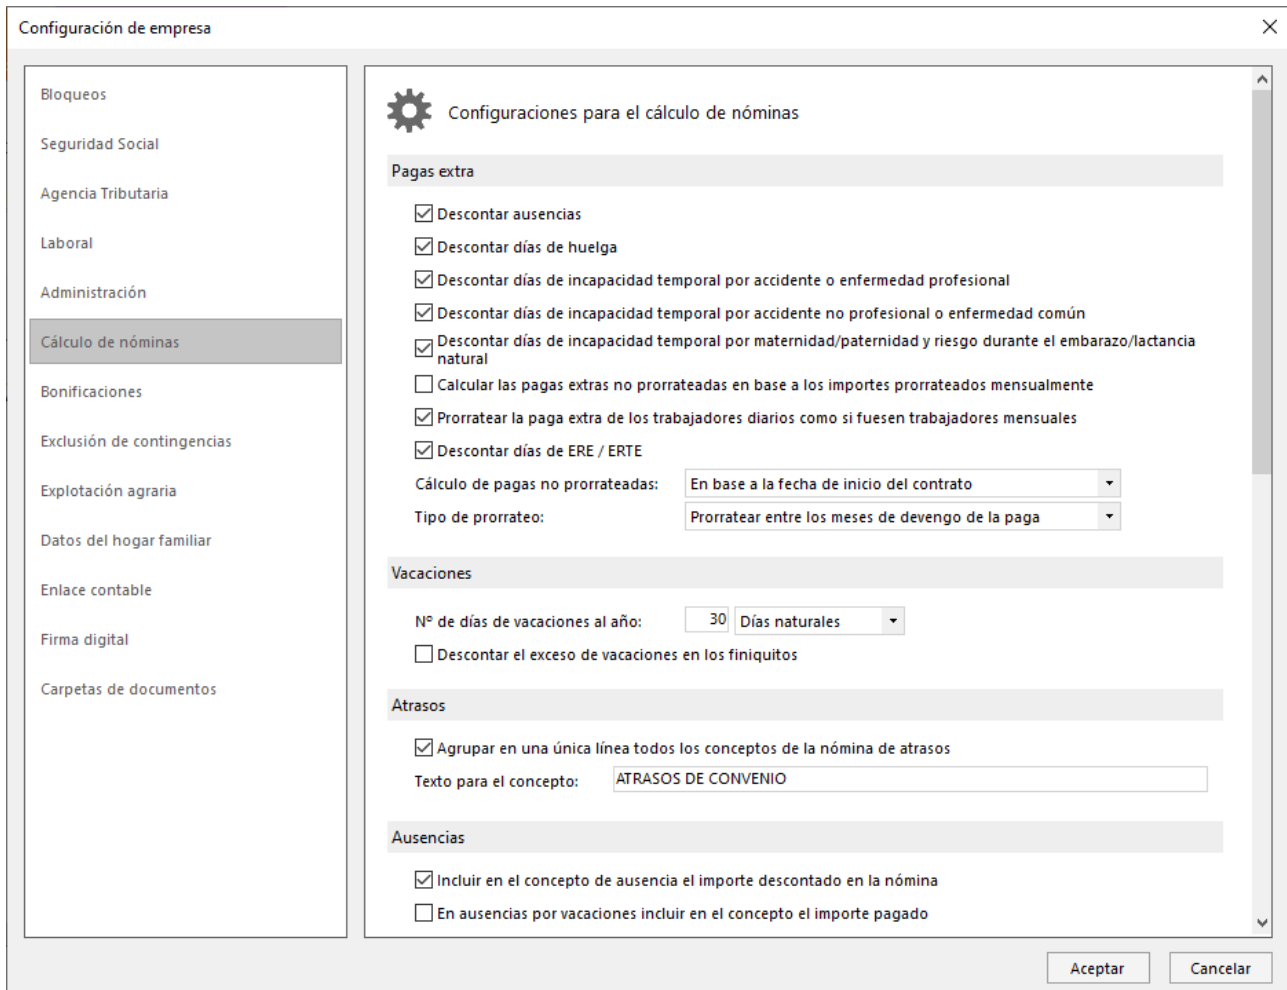 Configuración de empresa
Bloqueos
Seguridad Social
Agencia Tributaria
Laboral
Administración
Cálculo de nóminas
Bonificaciones
Exclusión de contingencias
Explotación agraria
Datos del hogar familiar
Enlace contable
Firma digital
Carpetas de documentos
Configuraciones para el cálculo de nóminas
Pagas extra
Descontar ausencias
Descontar días de huelga
Descontar días de incapacidad temporal por accidente o enfermedad profesional
Descontar días de incapacidad temporal por accidente no profesional o enfermedad común
Descontar días de incapacidad temporal por maternidad/paternidad y riesgo durante el embarazo/lactancia
natural
Calcular las pagas extras no prorrateadas en base a los importes prorrateados mensualmente
Prorratear la paga extra de los trabajadores diarios como si fuesen trabajadores mensuales
Descontar días de ERE / ERTE
Cálculo de pagas no prorrateadas: En base a la fecha de inicio del contrato
Tipo de prorrateo: Prorratear entre los meses de devengo de la paga
Vacaciones
Nº de días de vacaciones al año: 30 Días naturales
Descontar el exceso de vacaciones en los finiquitos
Atrasos
Agrupar en una única línea todos los conceptos de la nómina de atrasos
Texto para el concepto: ATRASOS DE CONVENIO
Ausencias
Incluir en el concepto de ausencia el importe descontado en la nómina
En ausencias por vacaciones incluir en el concepto el importe pagado
Aceptar Cancelar